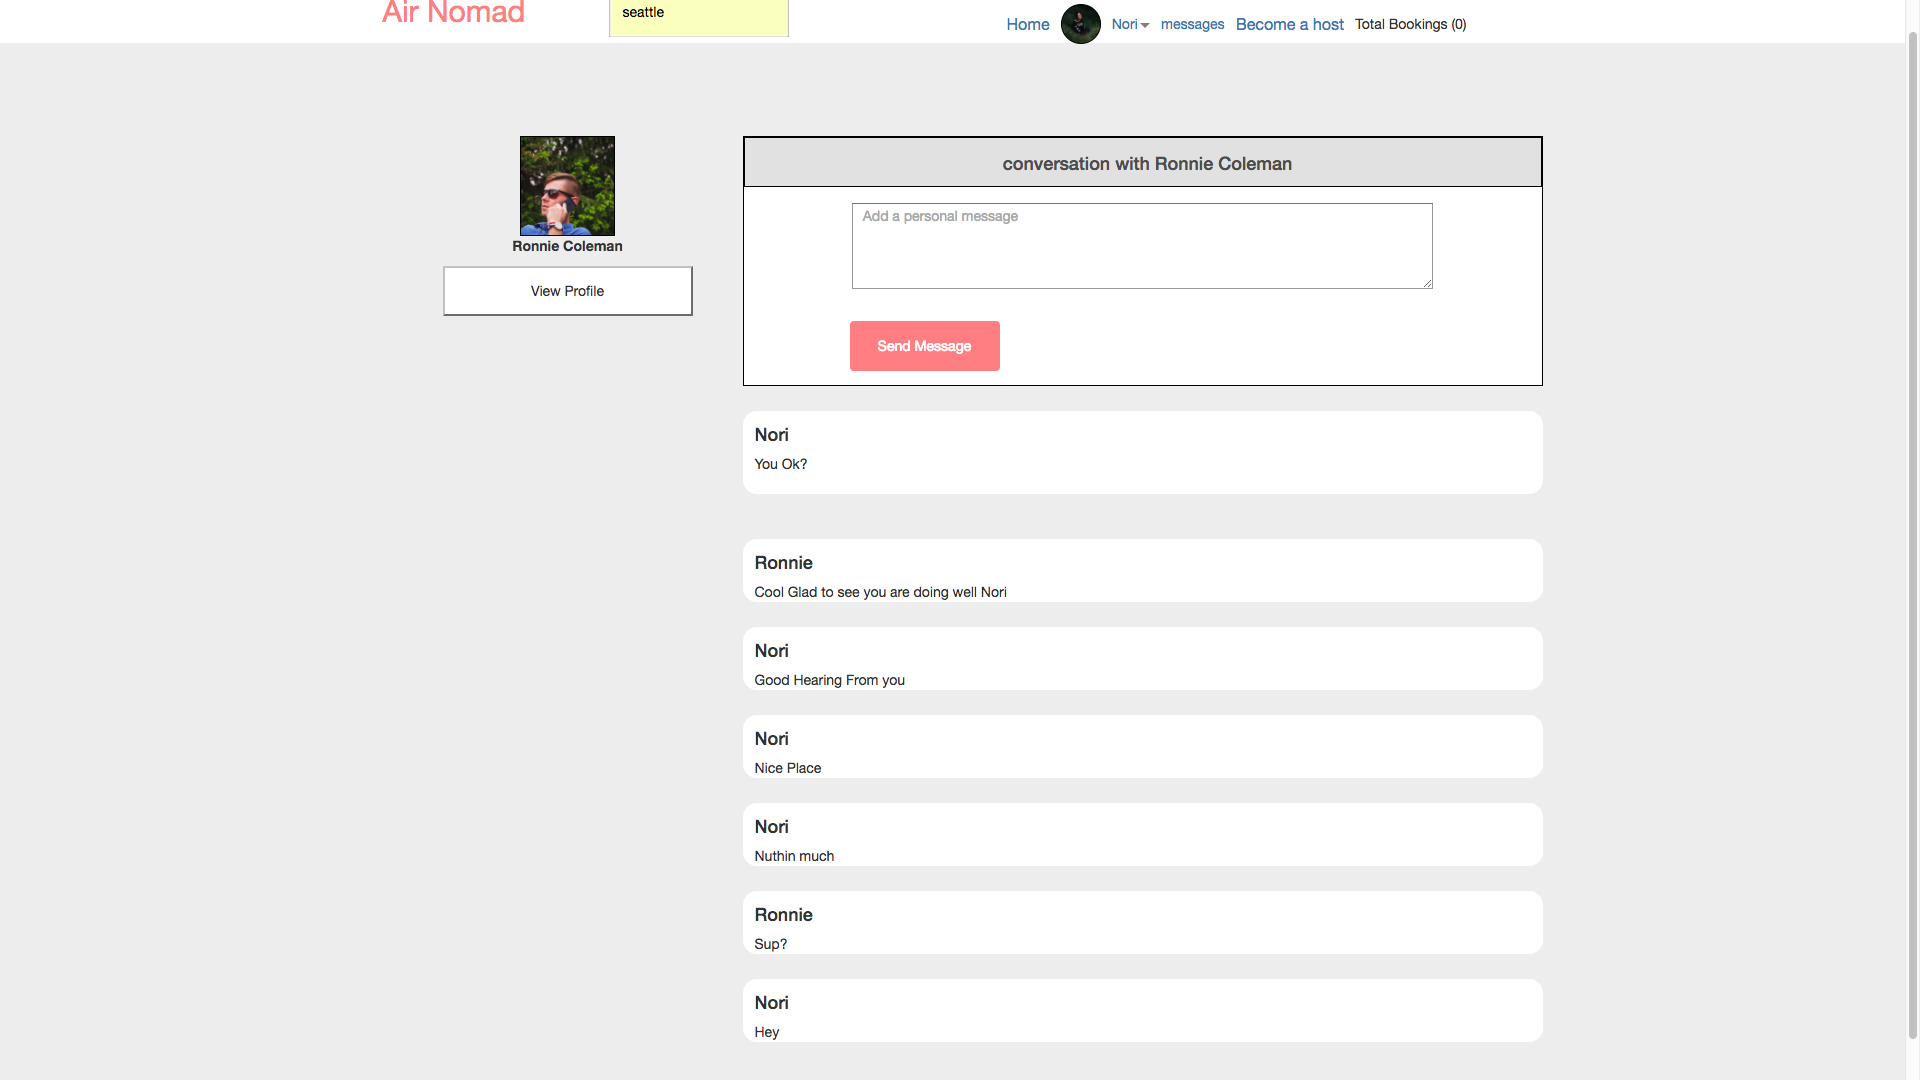 Air Nomad
seattle
Home
Nori
messages
Become a host
Total Bookings (0)
Ronnie Coleman
View Profile
conversation with Ronnie Coleman
Add a personal message
Send Message
Nori
You Ok?
Ronnie
Cool Glad to see you are doing well Nori
Nori
Good Hearing From you
Nori
Nice Place
Nori
Nuthin much
Ronnie
Sup?
Nori
Hey